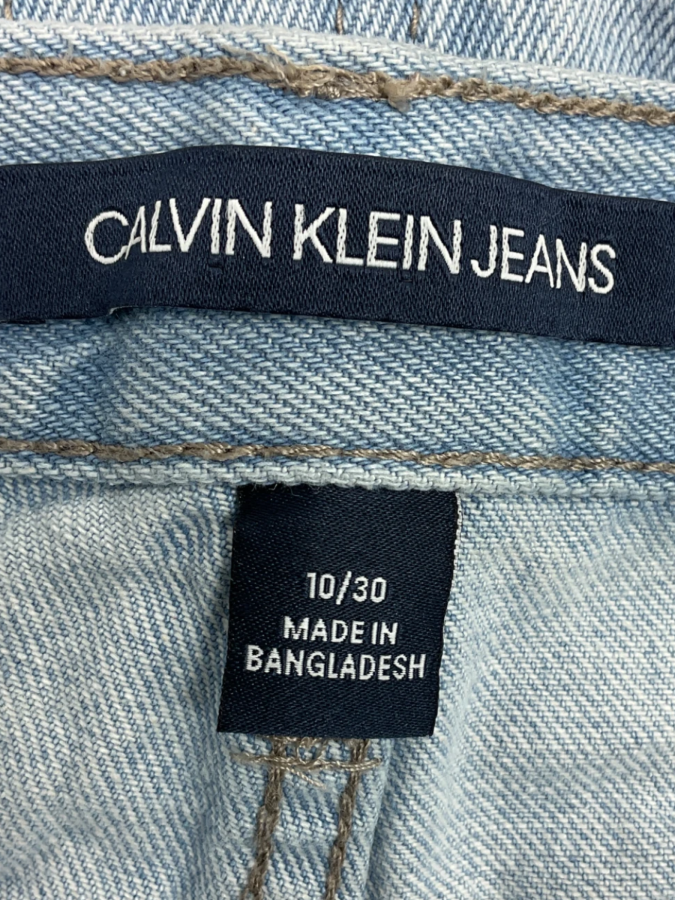 CALVIN KLEIN JEANS
10/30
MADE IN
BANGLADESH